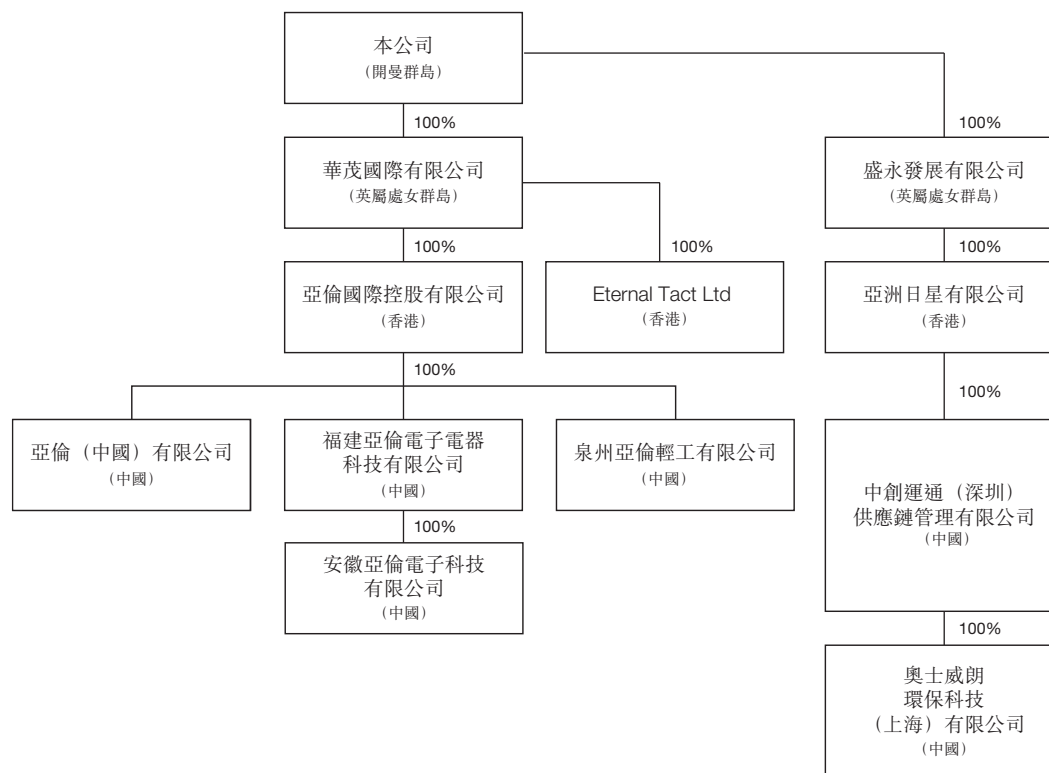 本公司
（開曼群島）
100%
100%
華茂國際有限公司
（英屬處女群島）
盛永發展有限公司
（英屬處女群島）
100%
100%
100%
亞倫國際控股有限公司
（香港）
Eternal Tact Ltd
（香港）
亞洲日星有限公司
（香港）
100%
100%
亞倫（中國）有限公司
（中國）
福建亞倫電子電器
科技有限公司
（中國）
泉州亞倫輕工有限公司
（中國）
中創運通（深圳）
供應鏈管理有限公司
（中國）
100%
安徽亞倫電子科技
有限公司
（中國）
100%
奧士威朗
環保科技
（上海）有限公司
（中國）